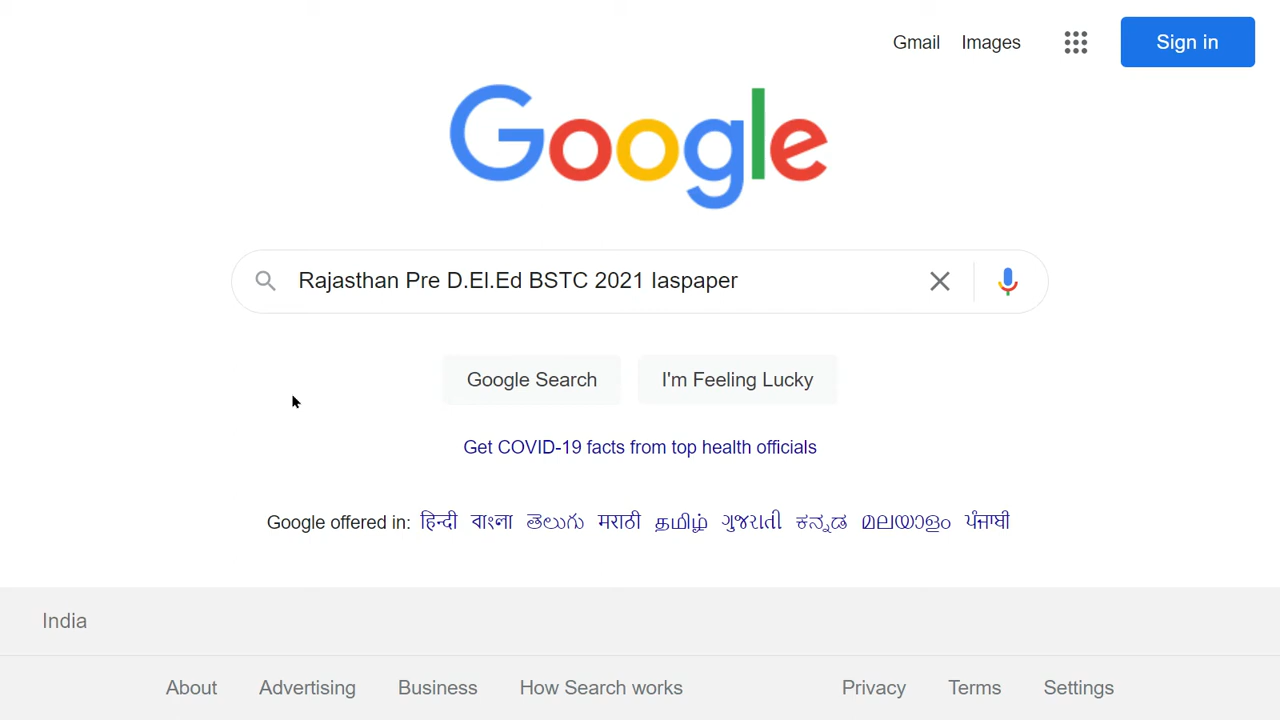 Gmail Images Sign in
Google
Rajasthan Pre D.El.Ed BSTC 2021 Iaspaper
Google Search I'm Feeling Lucky
Get COVID-19 facts from top health officials
Google offered in: हिन्दी বাংলা తెలుగు मराठी தமிழ் ગુજરાતી ಕನ್ನಡ മലയാളം ਪੰਜਾਬੀ
India
About Advertising Business How Search works Privacy Terms Settings